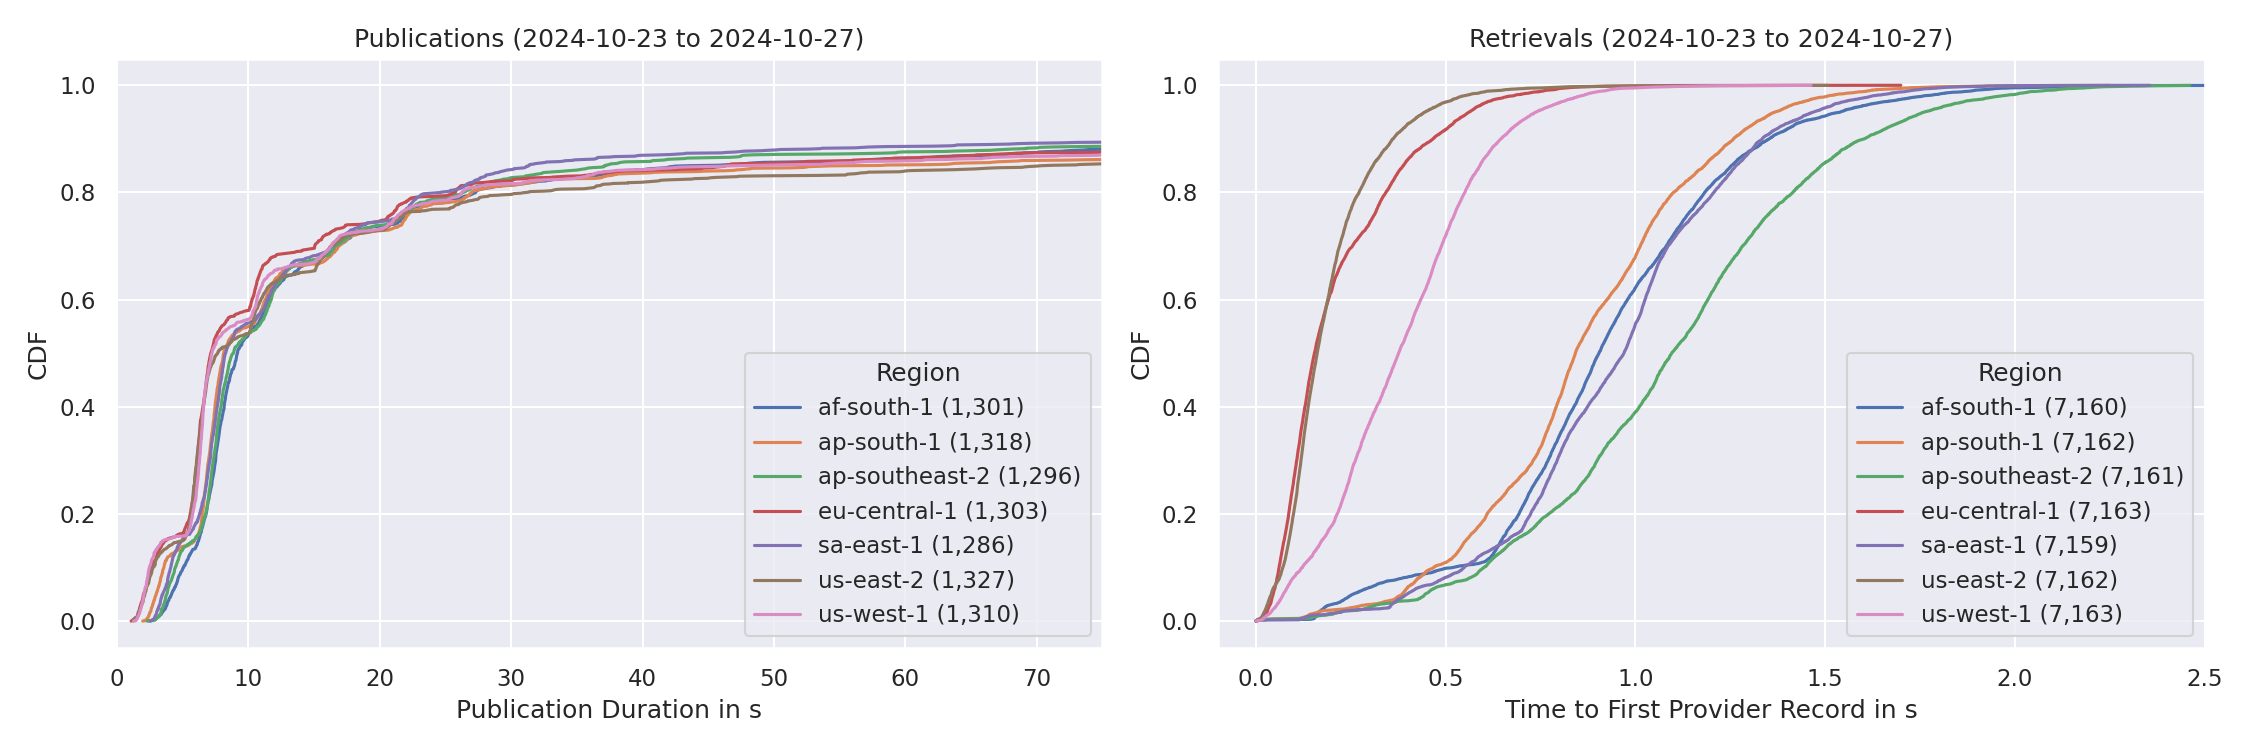 Publications (2024-10-23 to 2024-10-27)
1.0
0.8
0.6
0.4
0.2
0.0
CDF
0 10 20 30 40 50 60 70
Publication Duration in s
Region
af-south-1 (1,301)
ap-south-1 (1,318)
ap-southeast-2 (1,296)
eu-central-1 (1,303)
sa-east-1 (1,286)
us-east-2 (1,327)
us-west-1 (1,310)
Retrievals (2024-10-23 to 2024-10-27)
1.0
0.8
0.6
0.4
0.2
0.0
CDF
0.0 0.5 1.0 1.5 2.0 2.5
Time to First Provider Record in s
Region
af-south-1 (7,160)
ap-south-1 (7,162)
ap-southeast-2 (7,161)
eu-central-1 (7,163)
sa-east-1 (7,159)
us-east-2 (7,162)
us-west-1 (7,163)